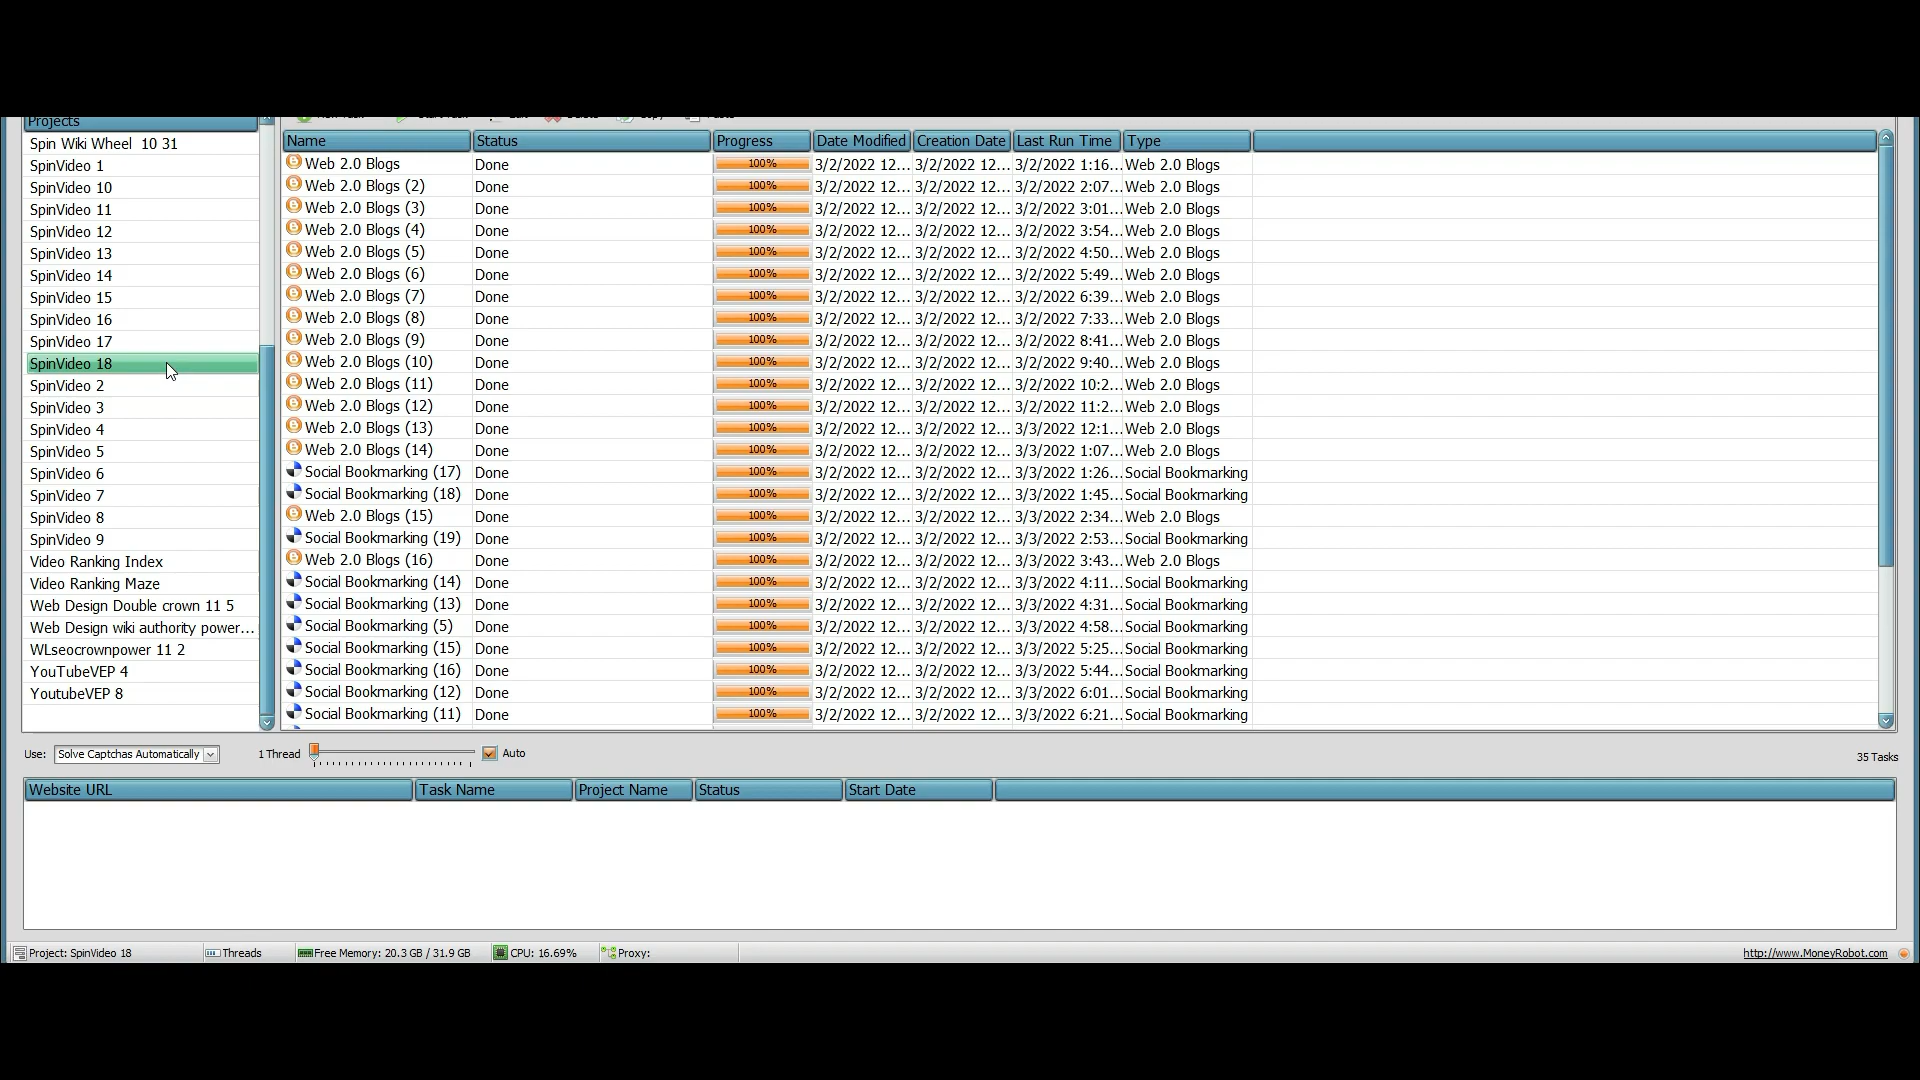 Projects
Spin Wiki Wheel 10 31
SpinVideo 1
SpinVideo 10
SpinVideo 11
SpinVideo 12
SpinVideo 13
SpinVideo 14
SpinVideo 15
SpinVideo 16
SpinVideo 17
SpinVideo 18
SpinVideo 2
SpinVideo 3
SpinVideo 4
SpinVideo 5
SpinVideo 6
SpinVideo 7
SpinVideo 8
SpinVideo 9
Video Ranking Index
Video Ranking Maze
Web Design Double crown 11 5
Web Design wiki authority power...
WLseocrownpower 11 2
YouTubeVEP 4
YoutubeVEP 8
Name Status Progress Date Modified Creation Date Last Run Time Type
Web 2.0 Blogs Done 100% 3/2/2022 12... 3/2/2022 12... 3/2/2022 1:16... Web 2.0 Blogs
Web 2.0 Blogs (2) Done 100% 3/2/2022 12... 3/2/2022 12... 3/2/2022 2:07... Web 2.0 Blogs
Web 2.0 Blogs (3) Done 100% 3/2/2022 12... 3/2/2022 12... 3/2/2022 3:01... Web 2.0 Blogs
Web 2.0 Blogs (4) Done 100% 3/2/2022 12... 3/2/2022 12... 3/2/2022 3:54... Web 2.0 Blogs
Web 2.0 Blogs (5) Done 100% 3/2/2022 12... 3/2/2022 12... 3/2/2022 4:50... Web 2.0 Blogs
Web 2.0 Blogs (6) Done 100% 3/2/2022 12... 3/2/2022 12... 3/2/2022 5:49... Web 2.0 Blogs
Web 2.0 Blogs (7) Done 100% 3/2/2022 12... 3/2/2022 12... 3/2/2022 6:39... Web 2.0 Blogs
Web 2.0 Blogs (8) Done 100% 3/2/2022 12... 3/2/2022 12... 3/2/2022 7:33... Web 2.0 Blogs
Web 2.0 Blogs (9) Done 100% 3/2/2022 12... 3/2/2022 12... 3/2/2022 8:41... Web 2.0 Blogs
Web 2.0 Blogs (10) Done 100% 3/2/2022 12... 3/2/2022 12... 3/2/2022 9:40... Web 2.0 Blogs
Web 2.0 Blogs (11) Done 100% 3/2/2022 12... 3/2/2022 12... 3/2/2022 10:2... Web 2.0 Blogs
Web 2.0 Blogs (12) Done 100% 3/2/2022 12... 3/2/2022 12... 3/2/2022 11:2... Web 2.0 Blogs
Web 2.0 Blogs (13) Done 100% 3/2/2022 12... 3/2/2022 12... 3/3/2022 12:1... Web 2.0 Blogs
Web 2.0 Blogs (14) Done 100% 3/2/2022 12... 3/2/2022 12... 3/3/2022 1:07... Web 2.0 Blogs
Social Bookmarking (17) Done 100% 3/2/2022 12... 3/2/2022 12... 3/3/2022 1:26... Social Bookmarking
Social Bookmarking (18) Done 100% 3/2/2022 12... 3/2/2022 12... 3/3/2022 1:45... Social Bookmarking
Web 2.0 Blogs (15) Done 100% 3/2/2022 12... 3/2/2022 12... 3/3/2022 2:34... Web 2.0 Blogs
Social Bookmarking (19) Done 100% 3/2/2022 12... 3/2/2022 12... 3/3/2022 2:53... Social Bookmarking
Web 2.0 Blogs (16) Done 100% 3/2/2022 12... 3/2/2022 12... 3/3/2022 3:43... Web 2.0 Blogs
Social Bookmarking (14) Done 100% 3/2/2022 12... 3/2/2022 12... 3/3/2022 4:11... Social Bookmarking
Social Bookmarking (13) Done 100% 3/2/2022 12... 3/2/2022 12... 3/3/2022 4:31... Social Bookmarking
Social Bookmarking (5) Done 100% 3/2/2022 12... 3/2/2022 12... 3/3/2022 4:58... Social Bookmarking
Social Bookmarking (15) Done 100% 3/2/2022 12... 3/2/2022 12... 3/3/2022 5:25... Social Bookmarking
Social Bookmarking (16) Done 100% 3/2/2022 12... 3/2/2022 12... 3/3/2022 5:44... Social Bookmarking
Social Bookmarking (12) Done 100% 3/2/2022 12... 3/2/2022 12... 3/3/2022 6:01... Social Bookmarking
Social Bookmarking (11) Done 100% 3/2/2022 12... 3/2/2022 12... 3/3/2022 6:21... Social Bookmarking
Use: Solve Captchas Automatically 1 Thread Auto 35 Tasks
Website URL Task Name Project Name Status Start Date
Project: SpinVideo 18 Threads Free Memory: 20.3 GB / 31.9 GB CPU: 16.69% Proxy: http://www.MoneyRobot.com